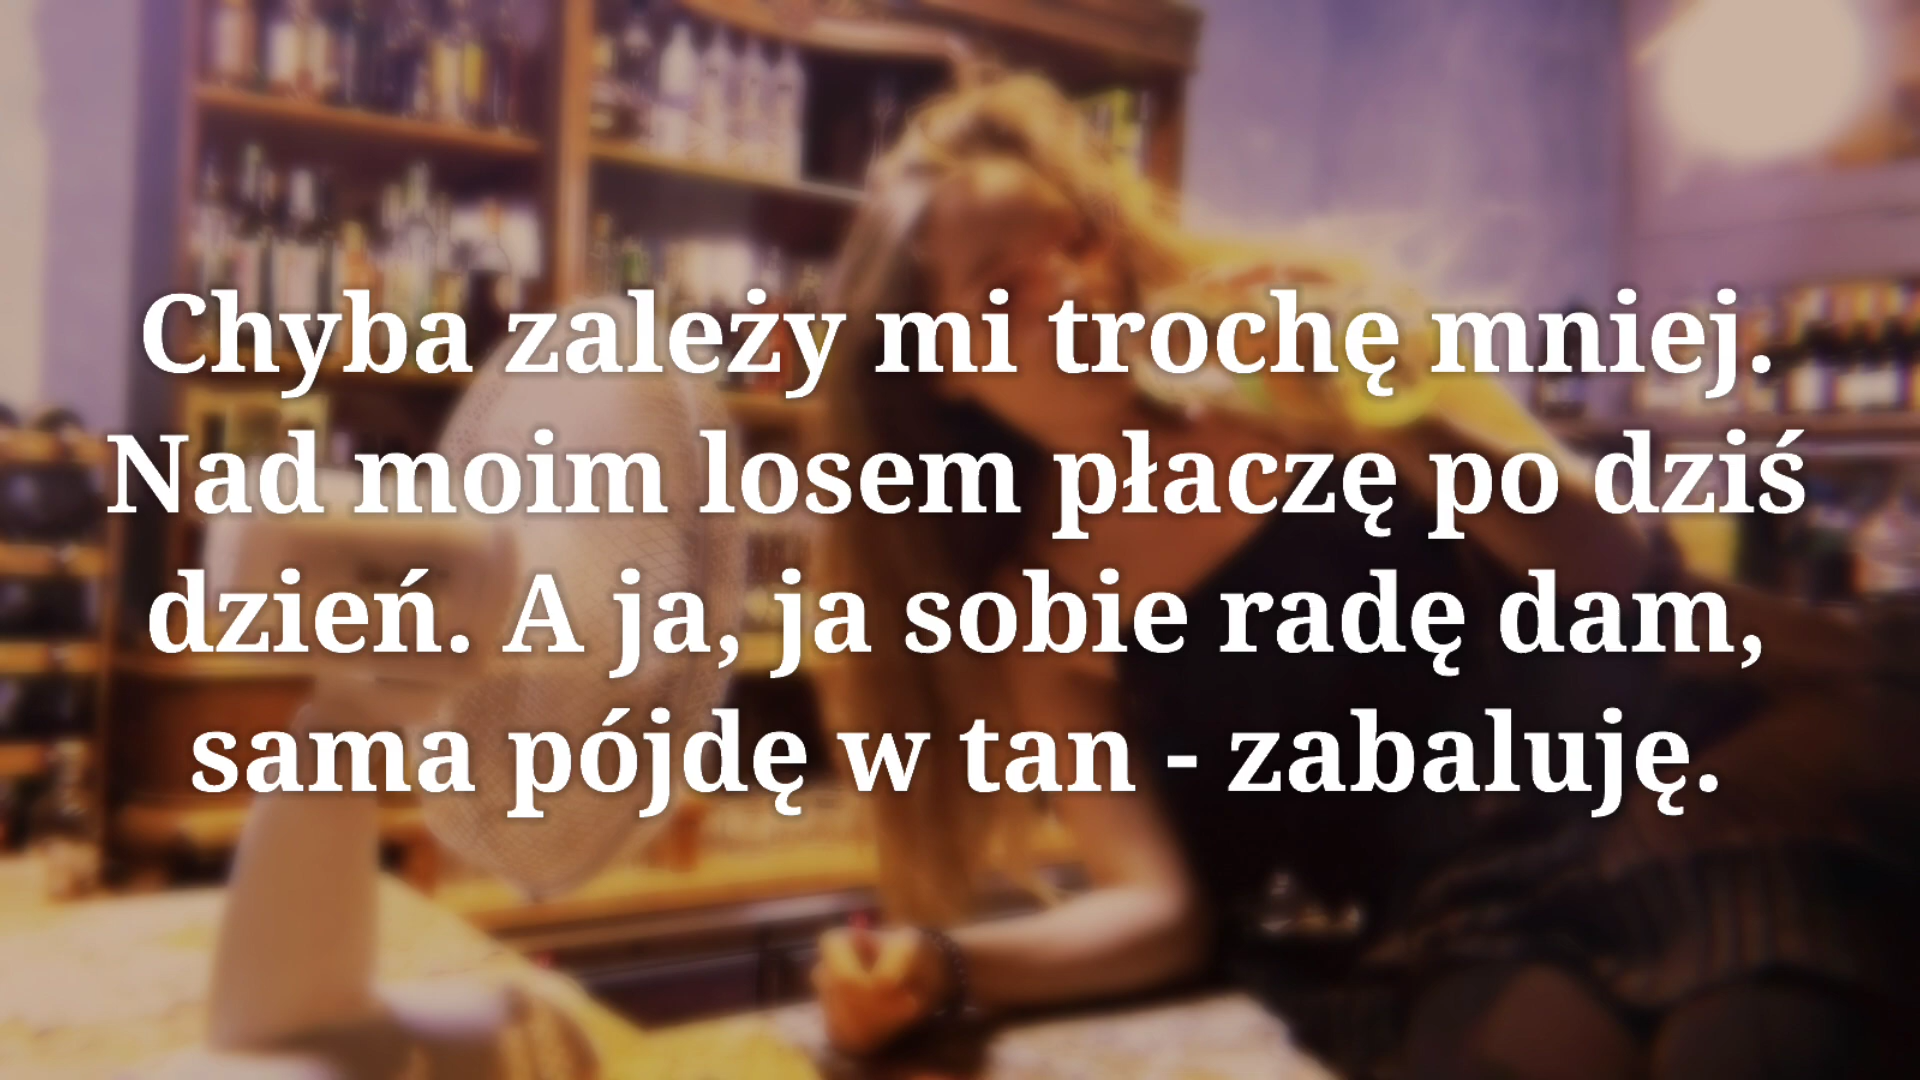 Chyba zależy mi trochę mniej.
Nad moim losem płaczę po dziś
dzień. A ja, ja sobie radę dam,
sama pójdę w tan - zabaluję.